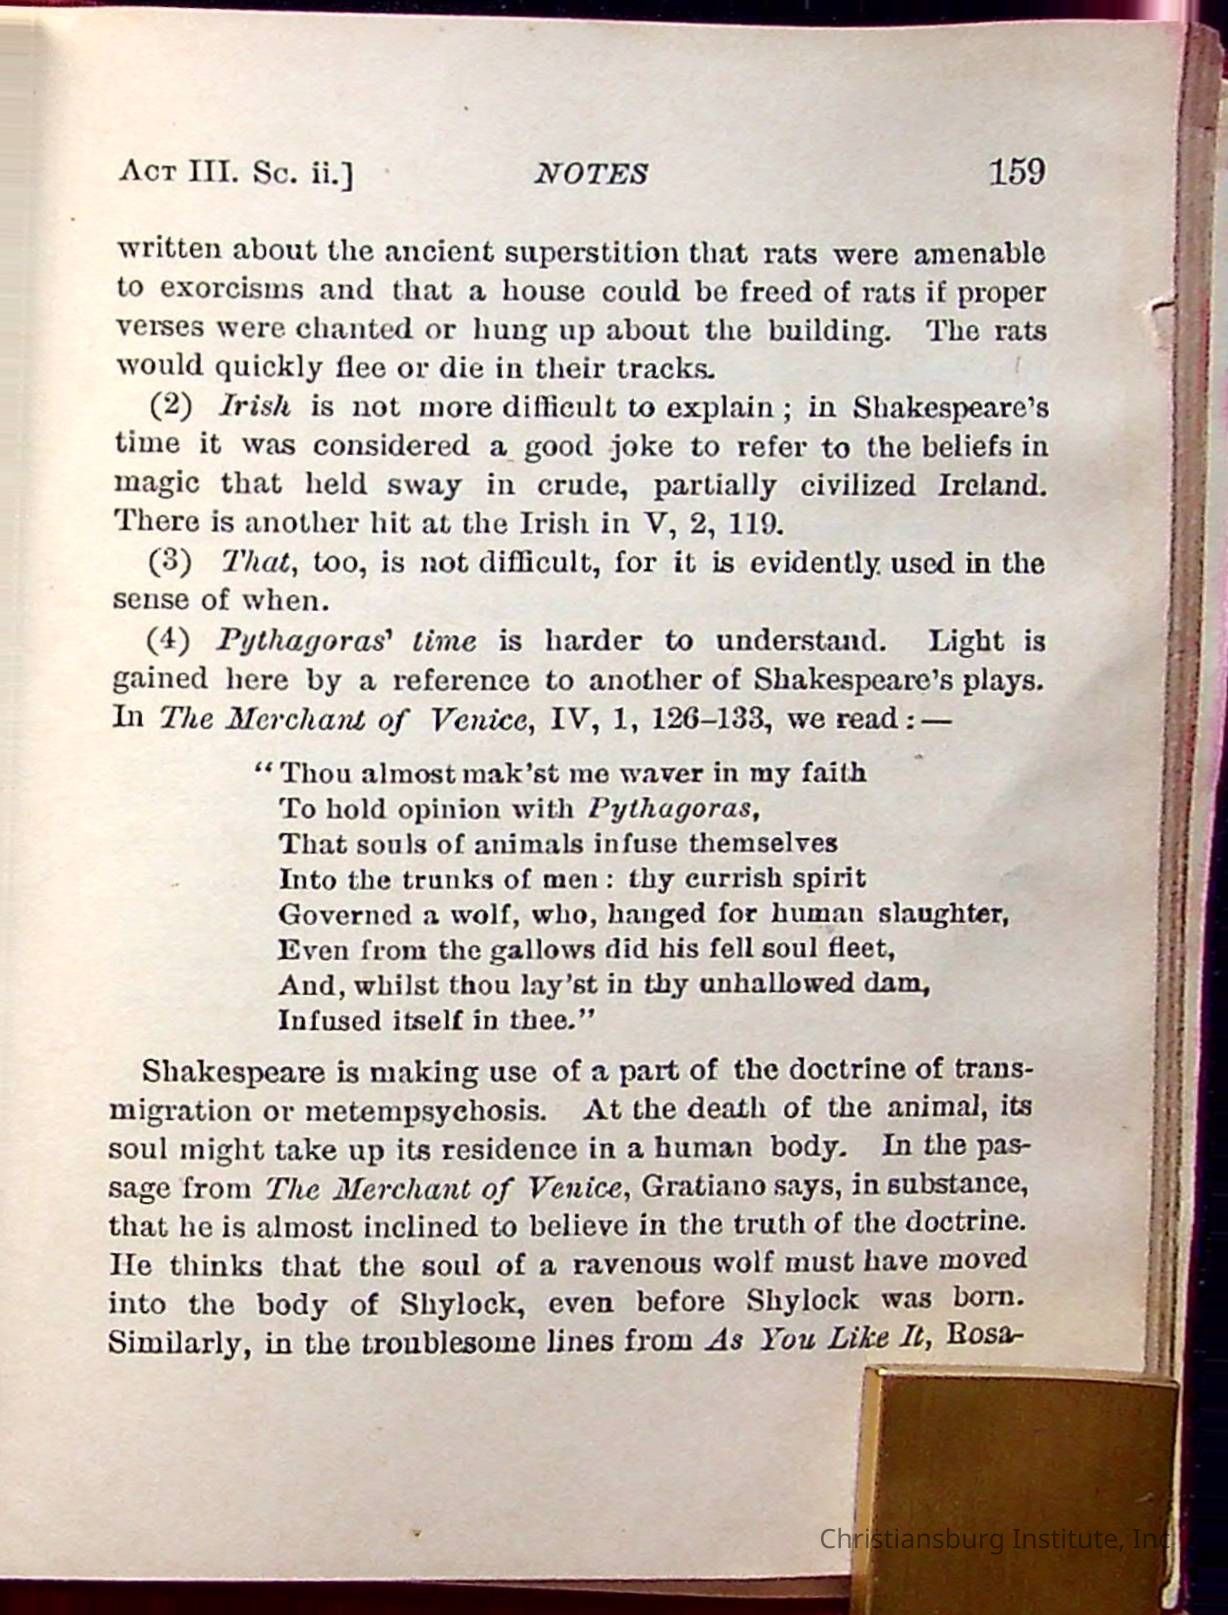 ACT III. Sc. ii.] NOTES 159
written about the ancient superstition that rats were amenable
to exorcisms and that a house could be freed of rats if proper
verses were chanted or hung up about the building. The rats
would quickly flee or die in their tracks.
(2) Irish is not more difficult to explain; in Shakespeare's
time it was considered a good joke to refer to the beliefs in
magic that held sway in crude, partially civilized Ireland.
There is another hit at the Irish in V, 2, 119.
(3) That, too, is not difficult, for it is evidently used in the
sense of when.
(4) Pythagoras' time is harder to understand. Light is
gained here by a reference to another of Shakespeare's plays.
In The Merchant of Venice, IV, 1, 126–133, we read:—
"Thou almost mak'st me waver in my faith
To hold opinion with Pythagoras,
That souls of animals infuse themselves
Into the trunks of men: thy currish spirit
Governed a wolf, who, hanged for human slaughter,
Even from the gallows did his fell soul fleet,
And, whilst thou lay'st in thy unhallowed dam,
Infused itself in thee."
Shakespeare is making use of a part of the doctrine of trans-
migration or metempsychosis. At the death of the animal, its
soul might take up its residence in a human body. In the pas-
sage from The Merchant of Venice, Gratiano says, in substance,
that he is almost inclined to believe in the truth of the doctrine.
He thinks that the soul of a ravenous wolf must have moved
into the body of Shylock, even before Shylock was born.
Similarly, in the troublesome lines from As You Like It, Rosa-
Christiansburg Institute, Inc